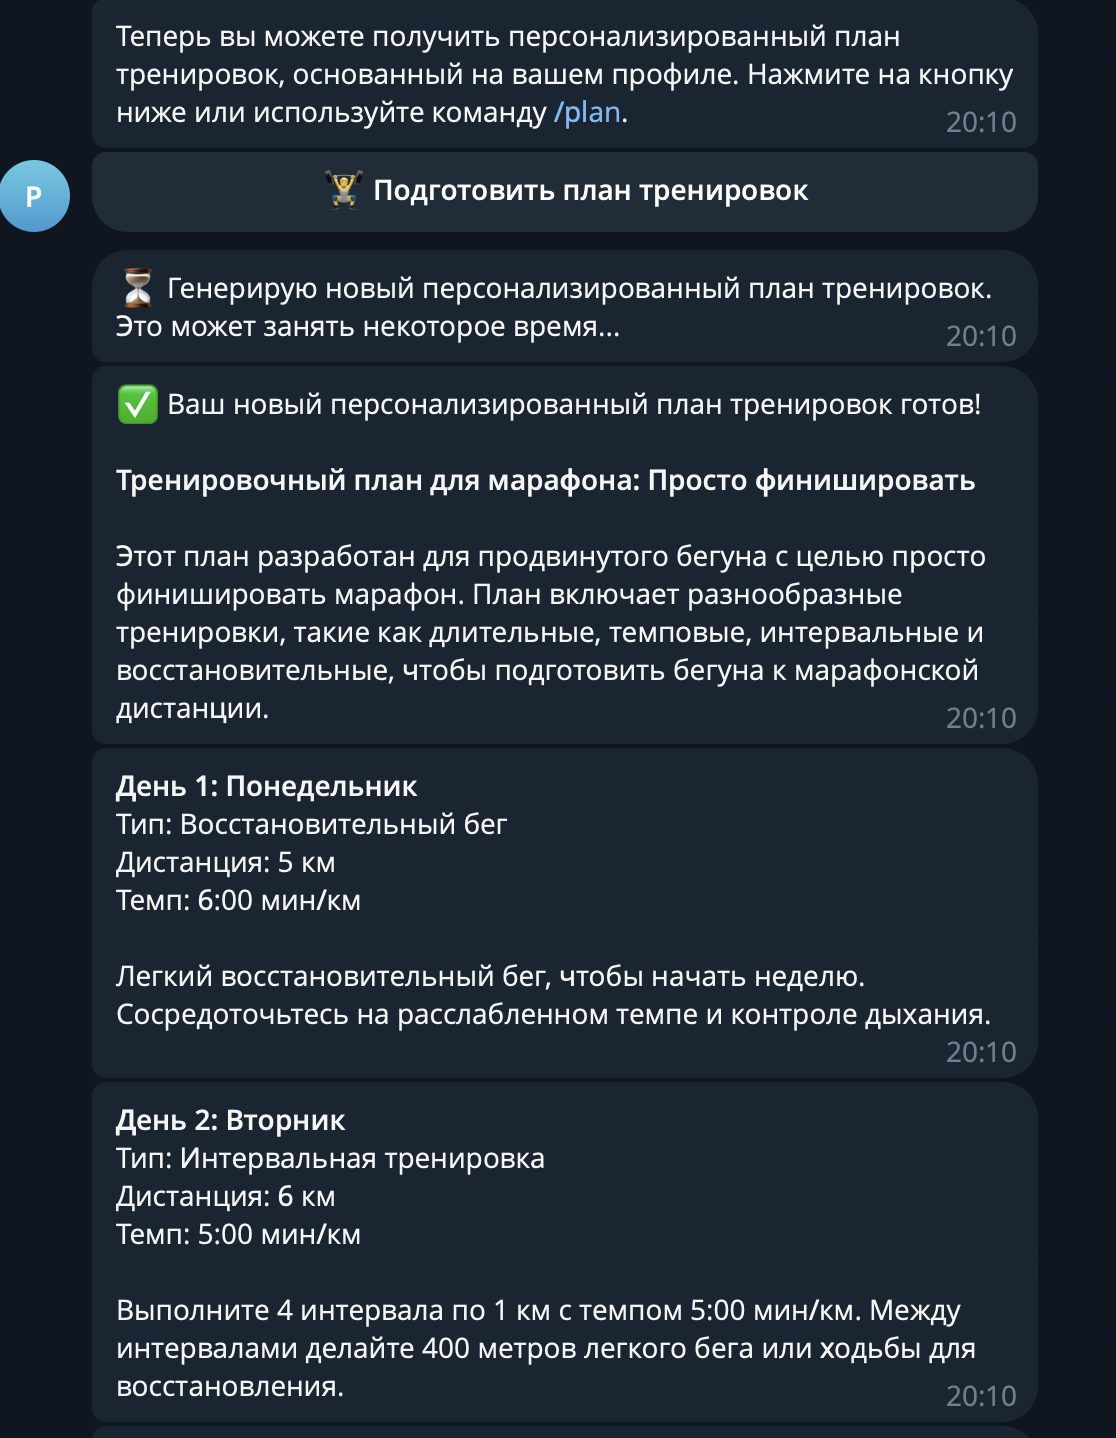 Теперь вы можете получить персонализированный план
тренировок, основанный на вашем профиле. Нажмите на кнопку
ниже или используйте команду /plan.
20:10
P
🏋️ Подготовить план тренировок
⏳ Генерирую новый персонализированный план тренировок.
Это может занять некоторое время...
20:10
✅ Ваш новый персонализированный план тренировок готов!
Тренировочный план для марафона: Просто финишировать
Этот план разработан для продвинутого бегуна с целью просто
финишировать марафон. План включает разнообразные
тренировки, такие как длительные, темповые, интервальные и
восстановительные, чтобы подготовить бегуна к марафонской
дистанции.
20:10
День 1: Понедельник
Тип: Восстановительный бег
Дистанция: 5 км
Темп: 6:00 мин/км
Легкий восстановительный бег, чтобы начать неделю.
Сосредоточьтесь на расслабленном темпе и контроле дыхания.
20:10
День 2: Вторник
Тип: Интервальная тренировка
Дистанция: 6 км
Темп: 5:00 мин/км
Выполните 4 интервала по 1 км с темпом 5:00 мин/км. Между
интервалами делайте 400 метров легкого бега или ходьбы для
восстановления.
20:10